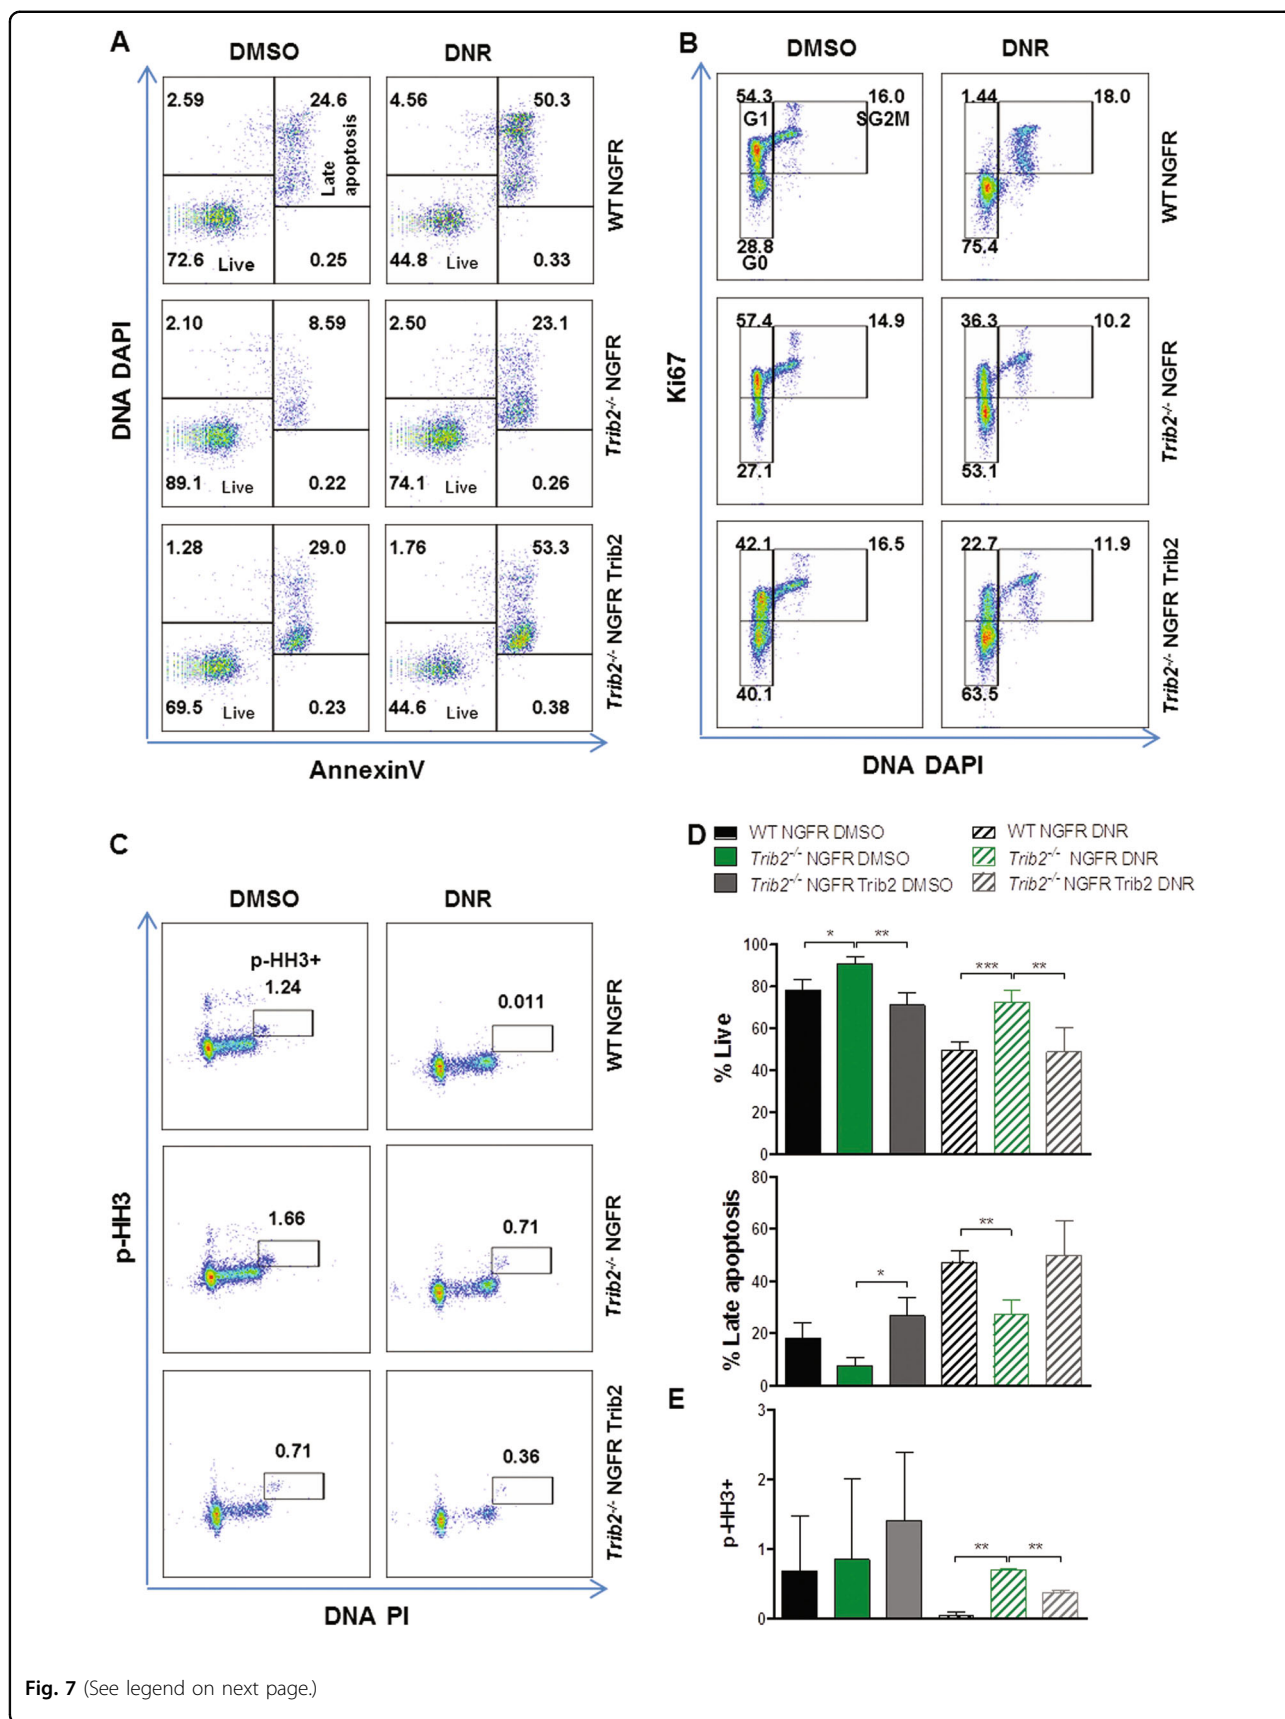 A
DMSO
DNR
2.59
24.6
Late apoptosis
72.6
Live
0.25
4.56
50.3
44.8
Live
0.33
WT NGFR
2.10
8.59
89.1
Live
0.22
2.50
23.1
74.1
Live
0.26
Trib2-/- NGFR
1.28
29.0
69.5
Live
0.23
1.76
53.3
44.6
Live
0.38
Trib2-/- NGFR Trib2
DNA DAPI
AnnexinV
B
DMSO
DNR
54.3
G1
16.0
SG2M
28.8
G0
1.44
18.0
75.4
WT NGFR
57.4
14.9
27.1
36.3
10.2
53.1
Trib2-/- NGFR
42.1
16.5
40.1
22.7
11.9
63.5
Trib2-/- NGFR Trib2
Ki67
DNA DAPI
C
DMSO
DNR
p-HH3+
1.24
0.011
WT NGFR
1.66
0.71
Trib2-/- NGFR
0.71
0.36
Trib2-/- NGFR Trib2
p-HH3
DNA PI
D
WT NGFR DMSO
WT NGFR DNR
Trib2-/- NGFR DMSO
Trib2-/- NGFR DNR
Trib2-/- NGFR Trib2 DMSO
Trib2-/- NGFR Trib2 DNR
% Live
100
80
60
40
20
0
*
**
***
**
% Late apoptosis
80
60
40
20
0
*
**
E
p-HH3+
3
2
1
0
**
**
Fig. 7 (See legend on next page.)